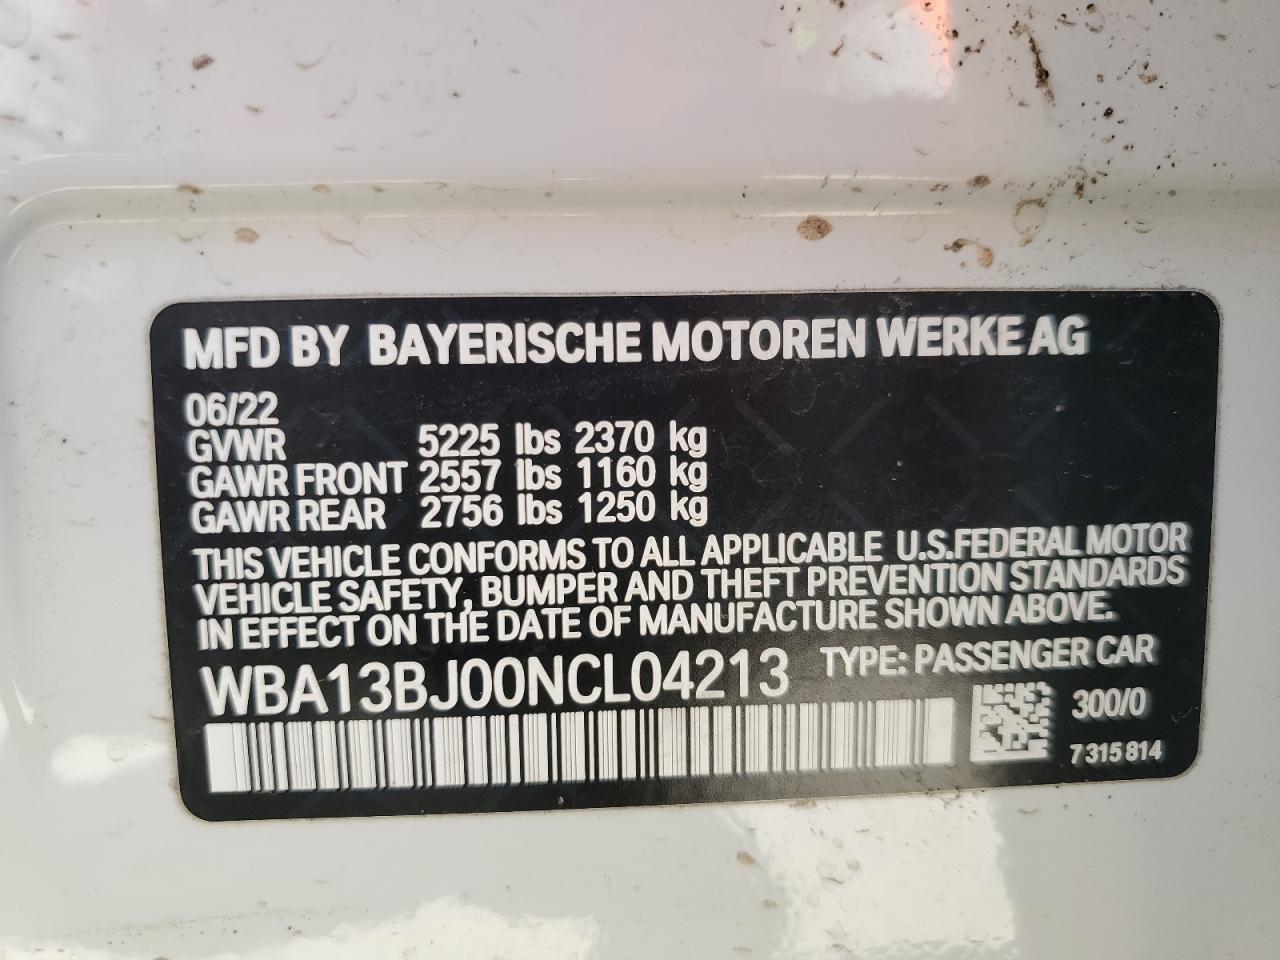 MFD BY BAYERISCHE MOTOREN WERKE AG
06/22
GVWR 5225 lbs 2370 kg
GAWR FRONT 2557 lbs 1160 kg
GAWR REAR 2756 lbs 1250 kg
THIS VEHICLE CONFORMS TO ALL APPLICABLE U.S.FEDERAL MOTOR
VEHICLE SAFETY, BUMPER AND THEFT PREVENTION STANDARDS
IN EFFECT ON THE DATE OF MANUFACTURE SHOWN ABOVE.
WBA13BJ00NCL04213 TYPE: PASSENGER CAR
300/0
7 315 814